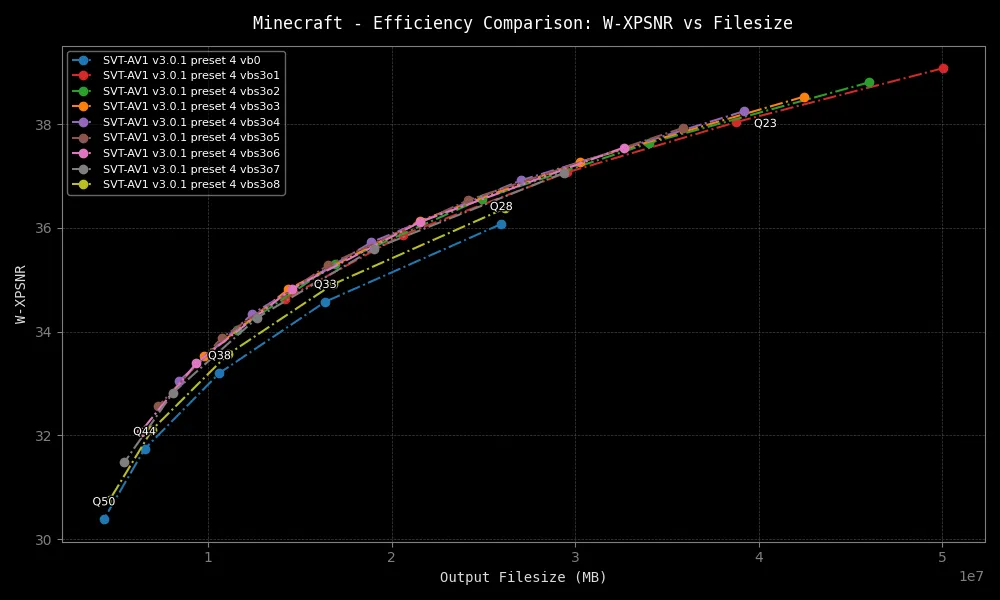 Minecraft - Efficiency Comparison: W-XPSNR vs Filesize
SVT-AV1 v3.0.1 preset 4 vb0
SVT-AV1 v3.0.1 preset 4 vbs3o1
SVT-AV1 v3.0.1 preset 4 vbs3o2
SVT-AV1 v3.0.1 preset 4 vbs3o3
SVT-AV1 v3.0.1 preset 4 vbs3o4
SVT-AV1 v3.0.1 preset 4 vbs3o5
SVT-AV1 v3.0.1 preset 4 vbs3o6
SVT-AV1 v3.0.1 preset 4 vbs3o7
SVT-AV1 v3.0.1 preset 4 vbs3o8
38
36
34
32
30
W-XPSNR
Q23
Q28
Q33
Q38
Q44
Q50
1
2
3
4
5
1e7
Output Filesize (MB)